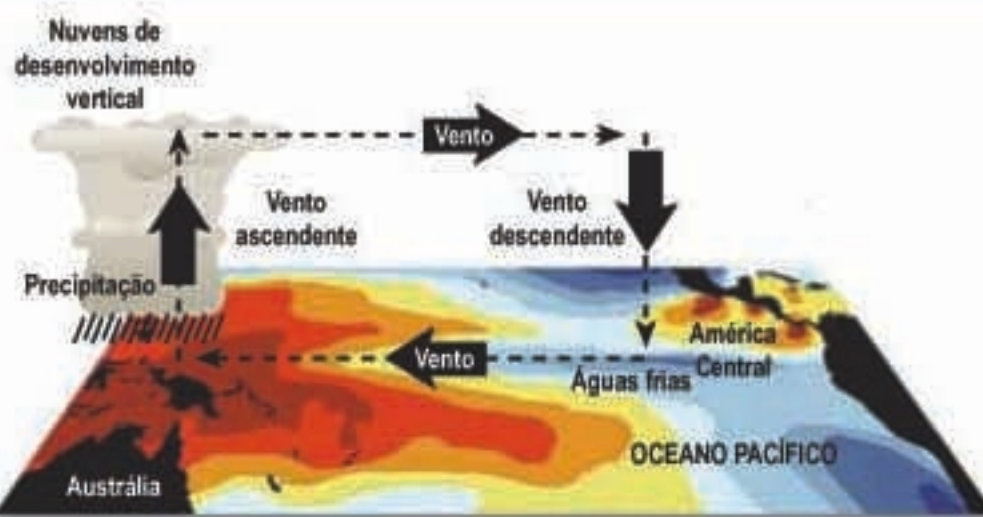 Nuvens de
desenvolvimento
vertical
Vento
Vento
ascendente
Vento
descendente
Precipitação
Vento
América
Central
Águas frias
OCEANO PACÍFICO
Austrália